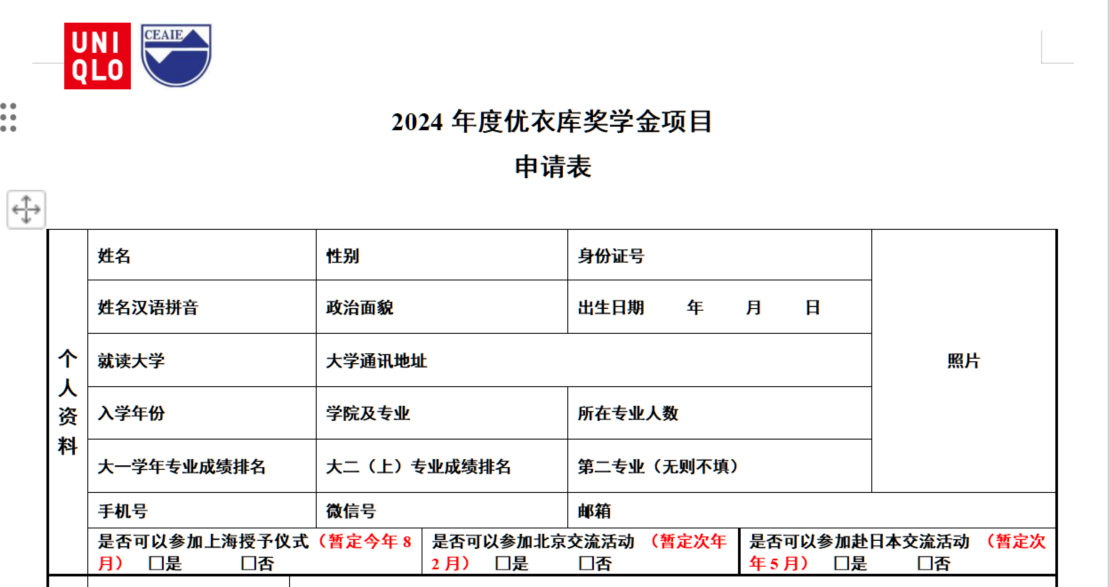 UNI
QLO
CEAIE
2024 年度优衣库奖学金项目
申请表
个人资料
姓名 性别 身份证号
姓名汉语拼音 政治面貌 出生日期 年 月 日
就读大学 大学通讯地址 照片
入学年份 学院及专业 所在专业人数
大一学年专业成绩排名 大二（上）专业成绩排名 第二专业（无则不填）
手机号 微信号 邮箱
是否可以参加上海授予仪式（暂定今年 8
月） □是 □否
是否可以参加北京交流活动 （暂定次年
2 月） □是 □否
是否可以参加赴日本交流活动 （暂定次
年 5 月） □是 □否